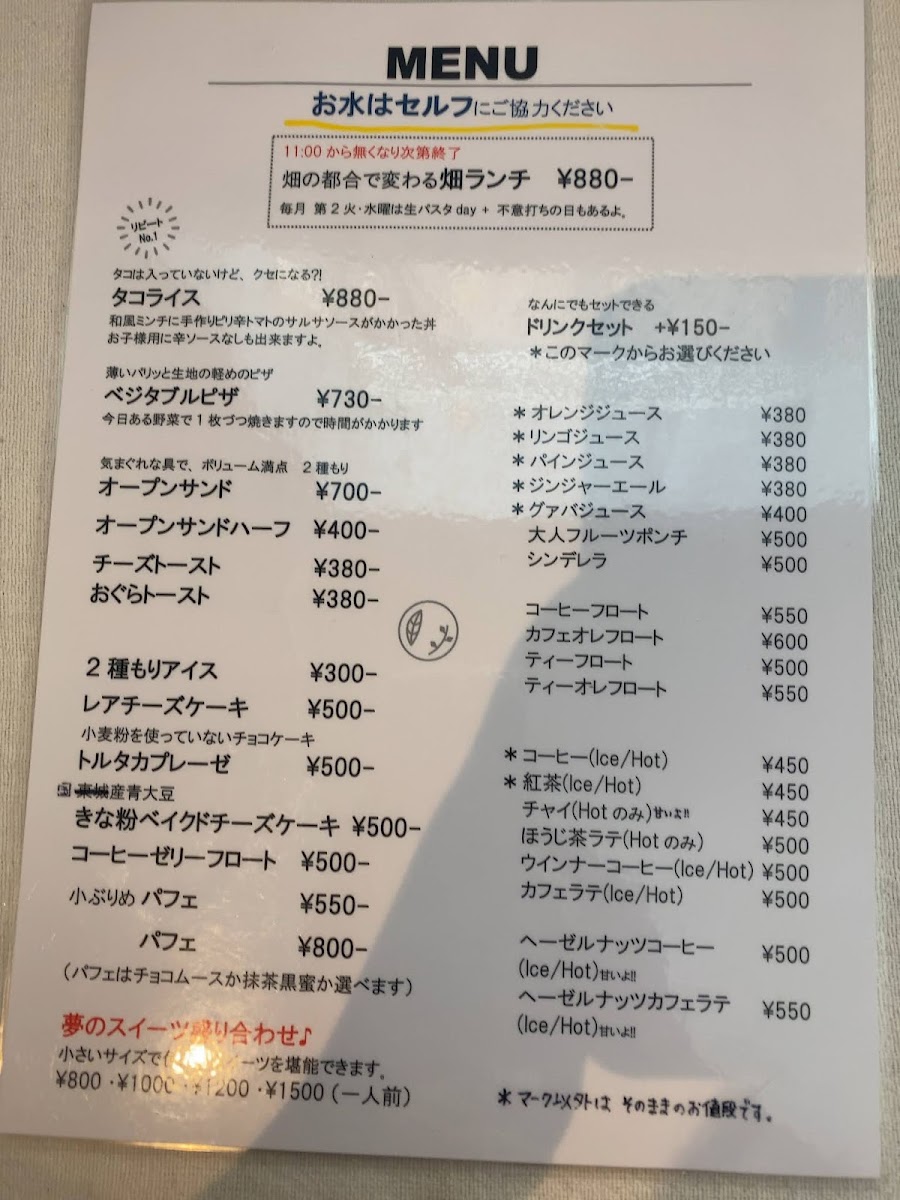 MENU
お水はセルフにご協力ください
11:00 から無くなり次第終了
畑の都合で変わる畑ランチ ¥880-
毎月 第2火・水曜は生パスタ day + 不意打ちの日もあるよ。
リピート
No.1
タコは入っていないけど、クセになる?!
タコライス ¥880-
和風ミンチに手作りピリ辛トマトのサルサソースがかかった丼
お子様用に辛ソースなしも出来ますよ。
薄いパリッと生地の軽めのピザ
ベジタブルピザ ¥730-
今日ある野菜で1枚づつ焼きますので時間がかかります
気まぐれな具で、ボリューム満点 2種もり
オープンサンド ¥700-
オープンサンドハーフ ¥400-
チーズトースト ¥380-
おぐらトースト ¥380-
2種もりアイス ¥300-
レアチーズケーキ ¥500-
小麦粉を使っていないチョコケーキ
トルタカプレーゼ ¥500-
国東城産青大豆
きな粉ベイクドチーズケーキ ¥500-
コーヒーゼリーフロート ¥500-
小ぶりめ パフェ ¥550-
パフェ ¥800-
(パフェはチョコムースか抹茶黒蜜か選べます)
夢のスイーツ盛り合わせ♪
小さいサイズで ーツを堪能できます。
¥800・¥1000・¥1200・¥1500(一人前)
なんにでもセットできる
ドリンクセット +¥150-
*このマークからお選びください
*オレンジジュース ¥380
*リンゴジュース ¥380
*パインジュース ¥380
*ジンジャーエール ¥380
*グァバジュース ¥400
大人フルーツポンチ ¥500
シンデレラ ¥500
コーヒーフロート ¥550
カフェオレフロート ¥600
ティーフロート ¥500
ティーオレフロート ¥550
*コーヒー(Ice/Hot) ¥450
*紅茶(Ice/Hot) ¥450
チャイ(Hotのみ)甘いよ!! ¥450
ほうじ茶ラテ(Hotのみ) ¥500
ウインナーコーヒー(Ice/Hot) ¥500
カフェラテ(Ice/Hot) ¥500
ヘーゼルナッツコーヒー ¥500
(Ice/Hot)甘いよ!!
ヘーゼルナッツカフェラテ ¥550
(Ice/Hot)甘いよ!!
*マーク以外は そのままのお値段です。